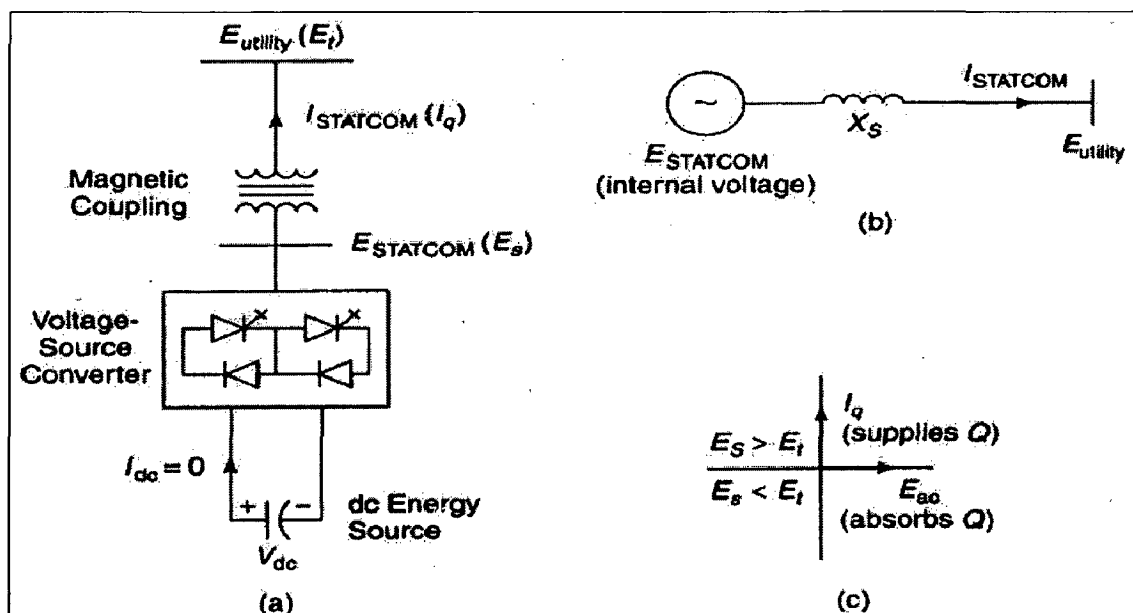 E_utility (E_t)
I_STATCOM (I_q)
Magnetic
Coupling
E_STATCOM (E_s)
Voltage-
Source
Converter
I_dc = 0
+ −
dc Energy
Source
V_dc
(a)
~
I_STATCOM
X_S
E_STATCOM
(internal voltage)
E_utility
(b)
I_q
(supplies Q)
E_S > E_t
E_s < E_t
E_ac
(absorbs Q)
(c)